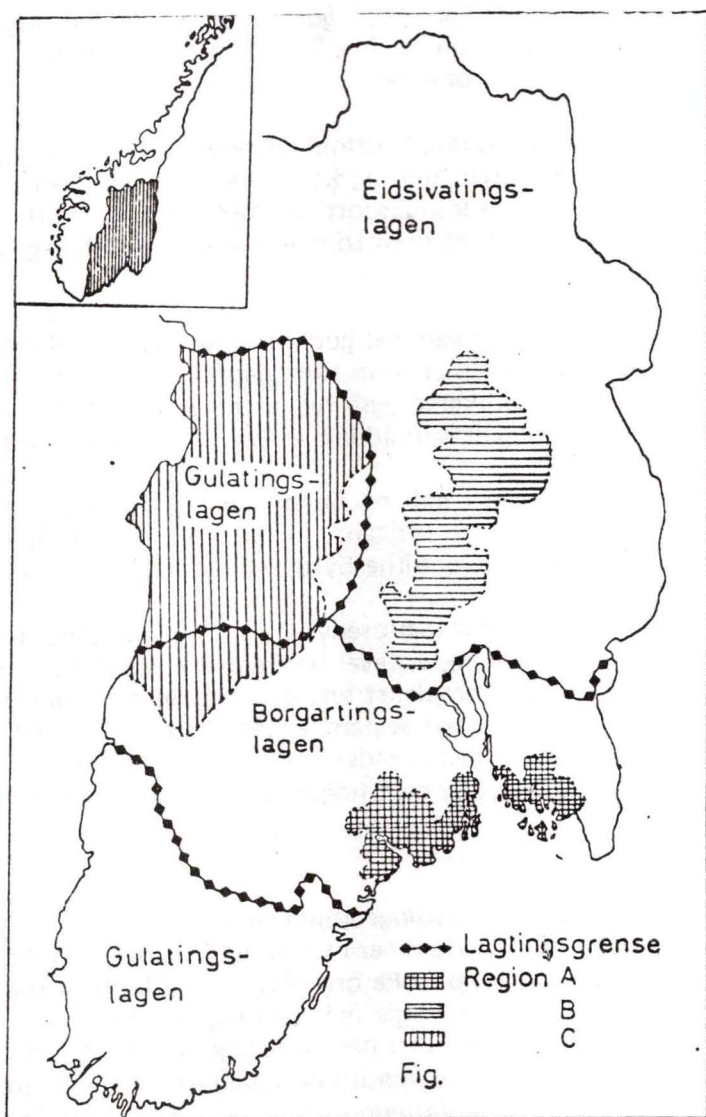 Eidsivatings-
lagen
Gulatings-
lagen
Borgartings-
lagen
Gulatings-
lagen
Lagtingsgrense
Region A
B
C
Fig.